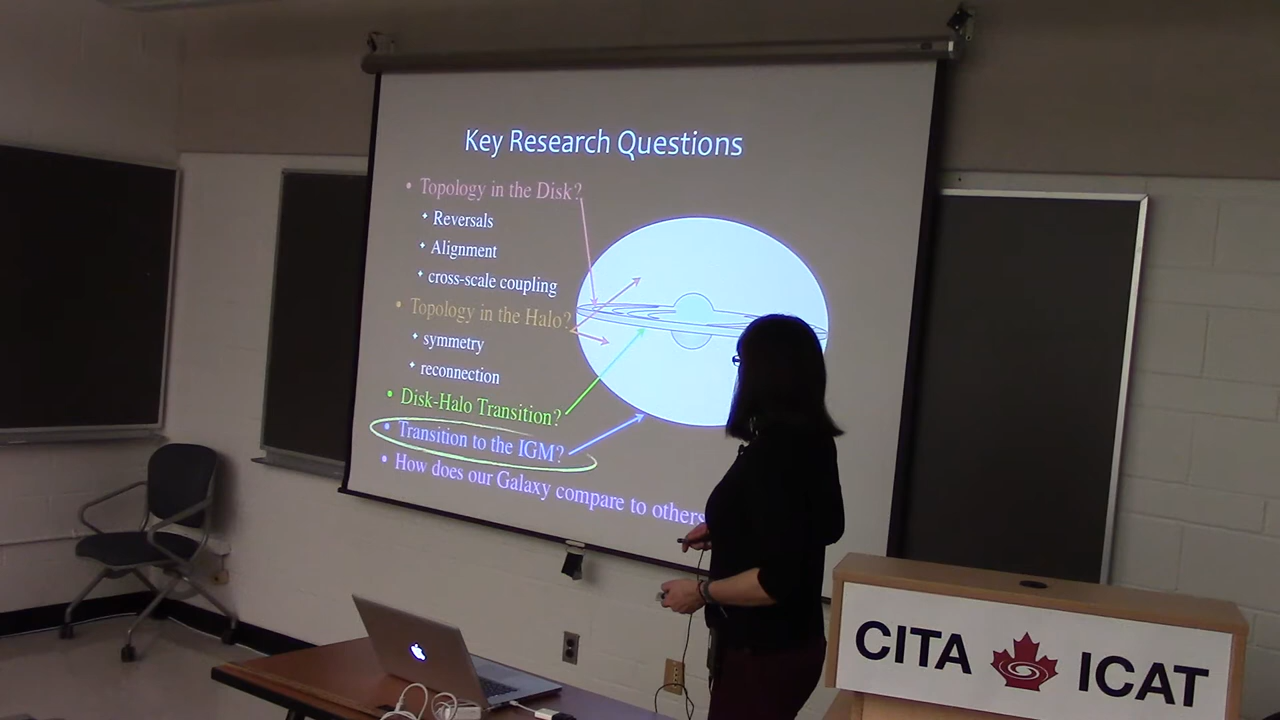 Key Research Questions
• Topology in the Disk?
Reversals
Alignment
cross-scale coupling
• Topology in the Halo?
symmetry
reconnection
• Disk-Halo Transition?
• Transition to the IGM?
• How does our Galaxy compare to others
CITA ICAT